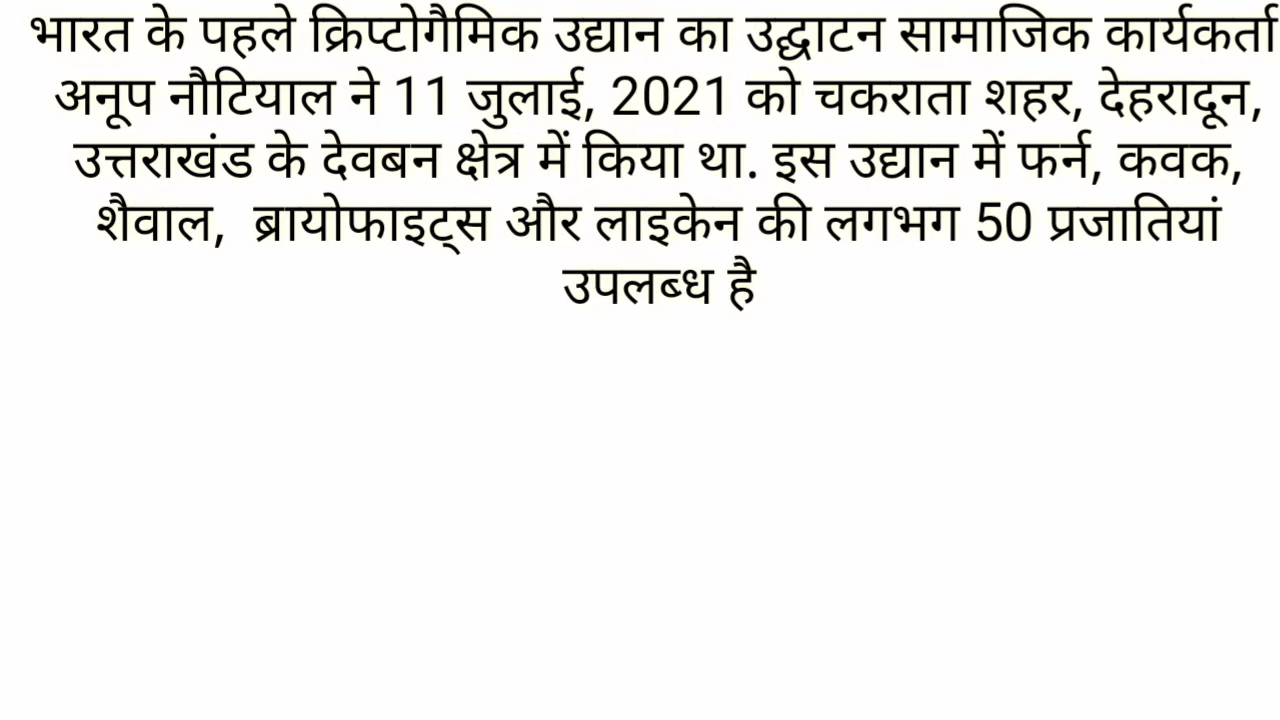 भारत के पहले क्रिप्टोगैमिक उद्यान का उद्घाटन सामाजिक कार्यकर्ता
अनूप नौटियाल ने 11 जुलाई, 2021 को चकराता शहर, देहरादून,
उत्तराखंड के देवबन क्षेत्र में किया था. इस उद्यान में फर्न, कवक,
शैवाल,  ब्रायोफाइट्स और लाइकेन की लगभग 50 प्रजातियां
उपलब्ध है